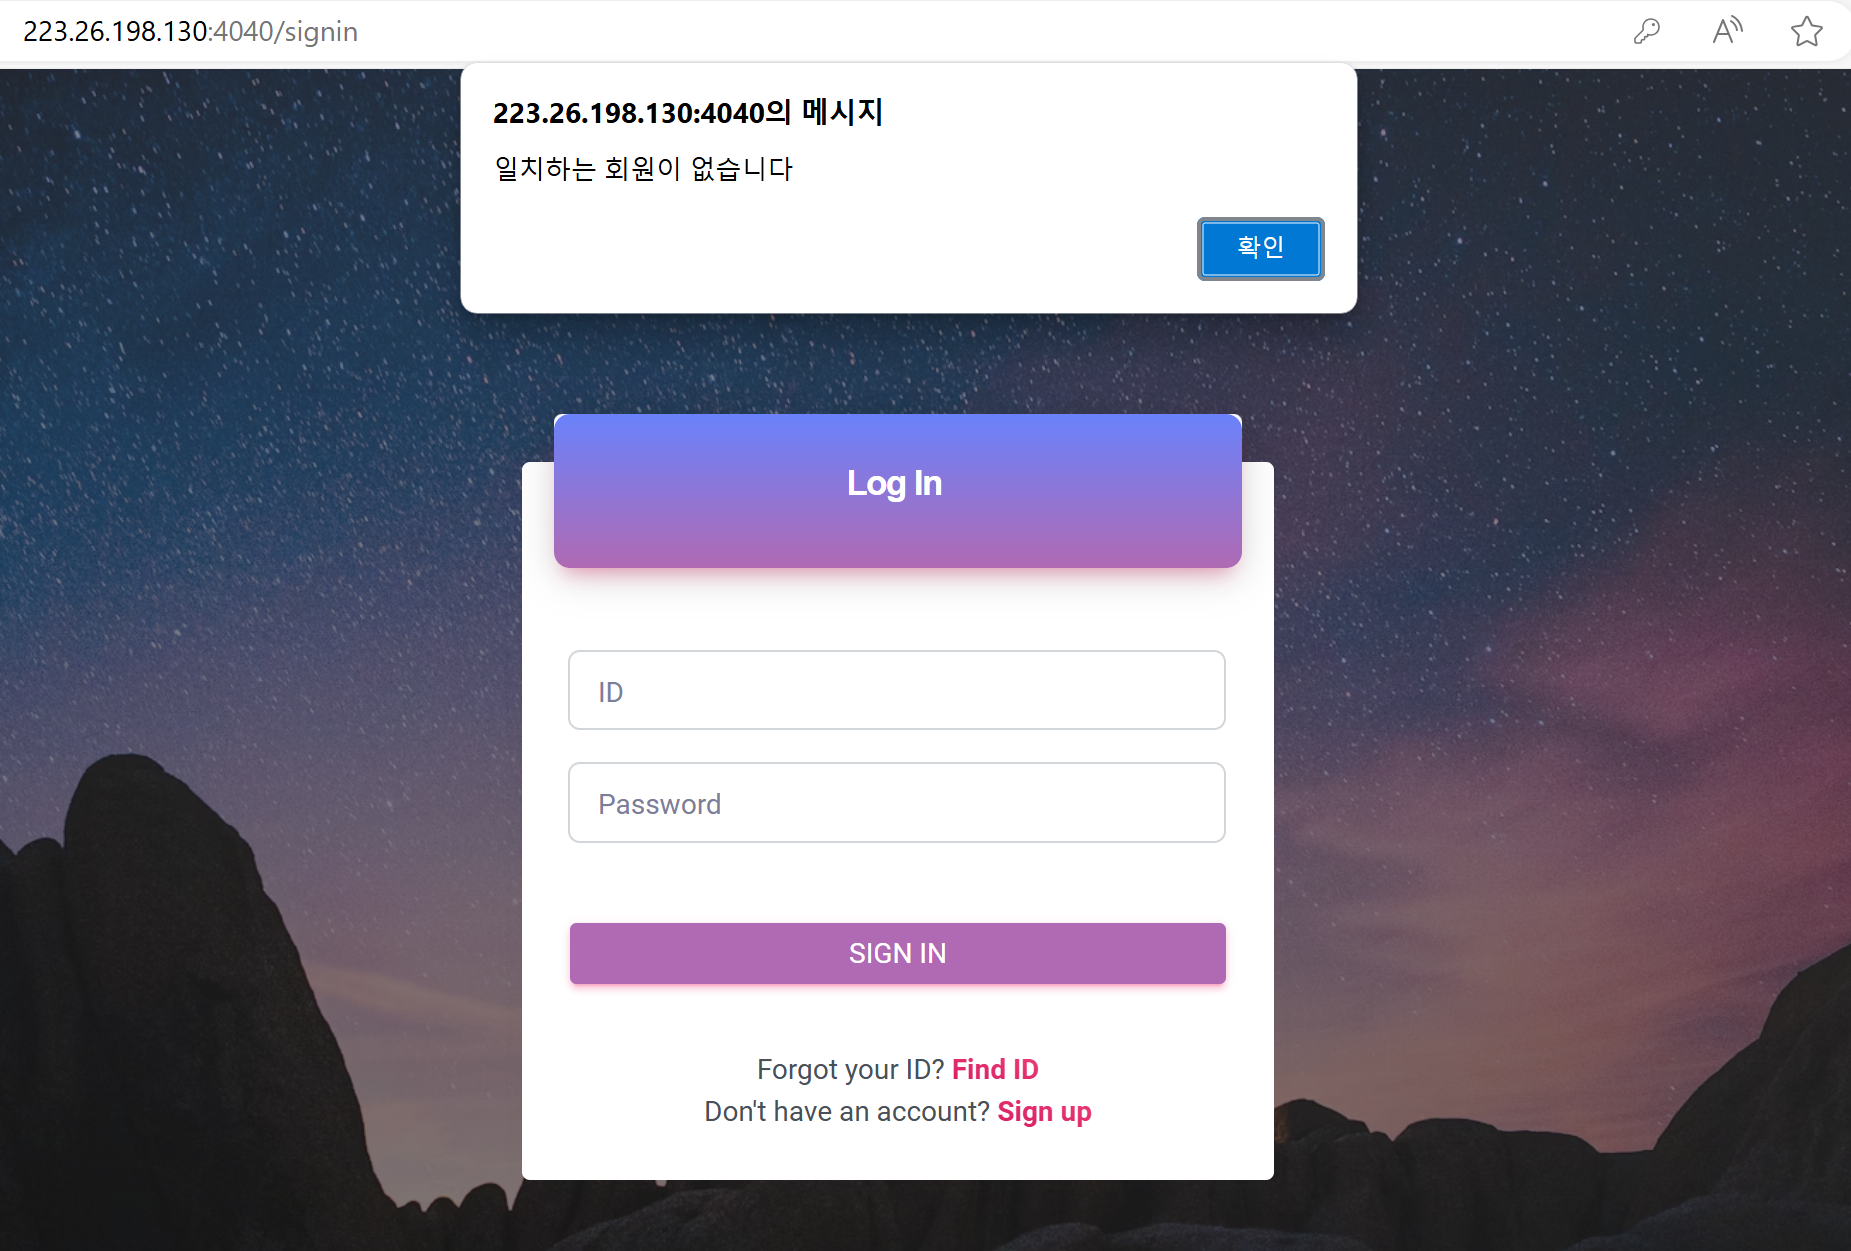 223.26.198.130:4040/signin
223.26.198.130:4040의 메시지
일치하는 회원이 없습니다
확인
Log In
ID
Password
SIGN IN
Forgot your ID? Find ID
Don't have an account? Sign up